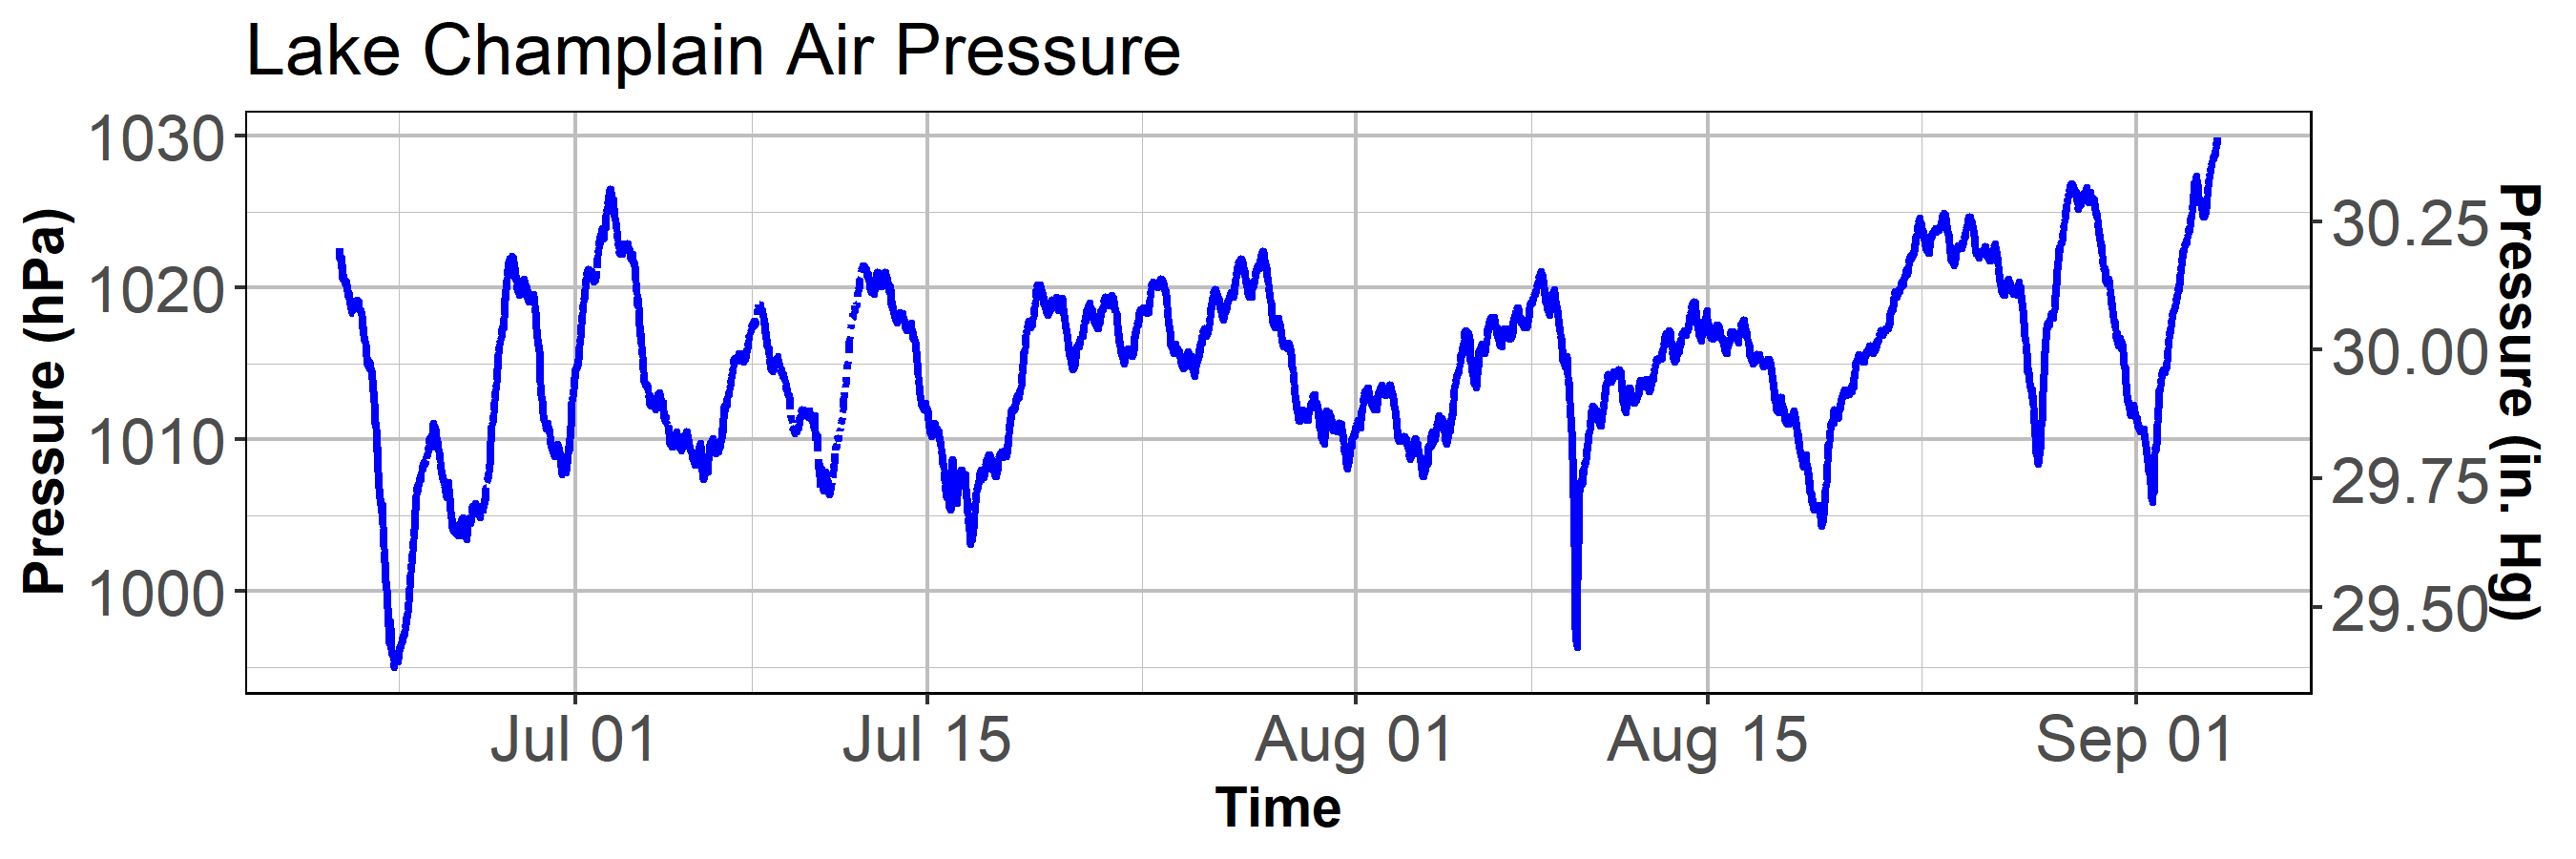 Lake Champlain Air Pressure
Pressure (hPa)
1030
1020
1010
1000
30.25
30.00
29.75
29.50
Pressure (in. Hg)
Jul 01
Jul 15
Aug 01
Aug 15
Sep 01
Time